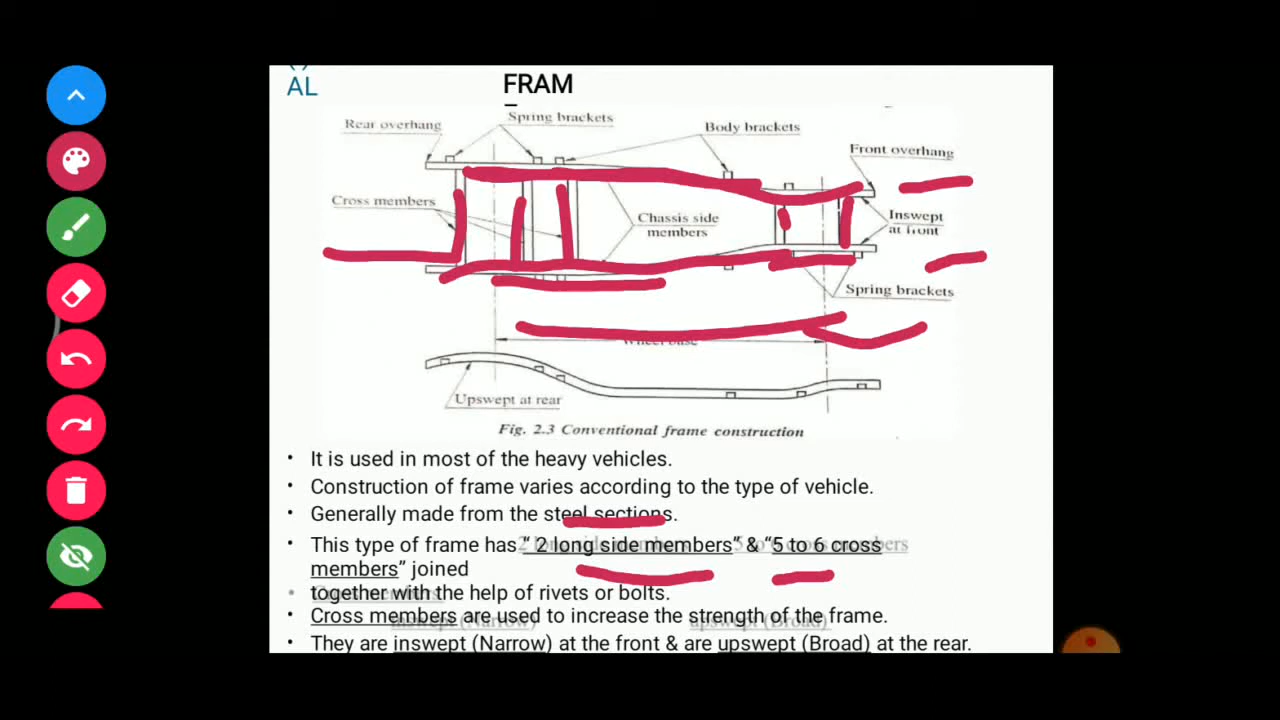 AL
FRAM
Spring brackets
Rear overhang
Body brackets
Front overhang
Cross members
Chassis side
members
Inswept
at front
Spring brackets
Wheel base
Upswept at rear
Fig. 2.3 Conventional frame construction
• It is used in most of the heavy vehicles.
• Construction of frame varies according to the type of vehicle.
• Generally made from the steel sections.
• This type of frame has “ 2 long side members” & “5 to 6 cross
members” joined
together with the help of rivets or bolts.
• Cross members are used to increase the strength of the frame.
• They are inswept (Narrow) at the front & are upswept (Broad) at the rear.